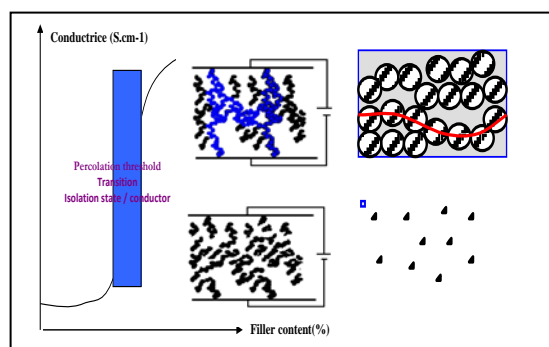 Conductrice (S.cm-1)
Percolation threshold
Transition
Isolation state / conductor
Filler content(%)